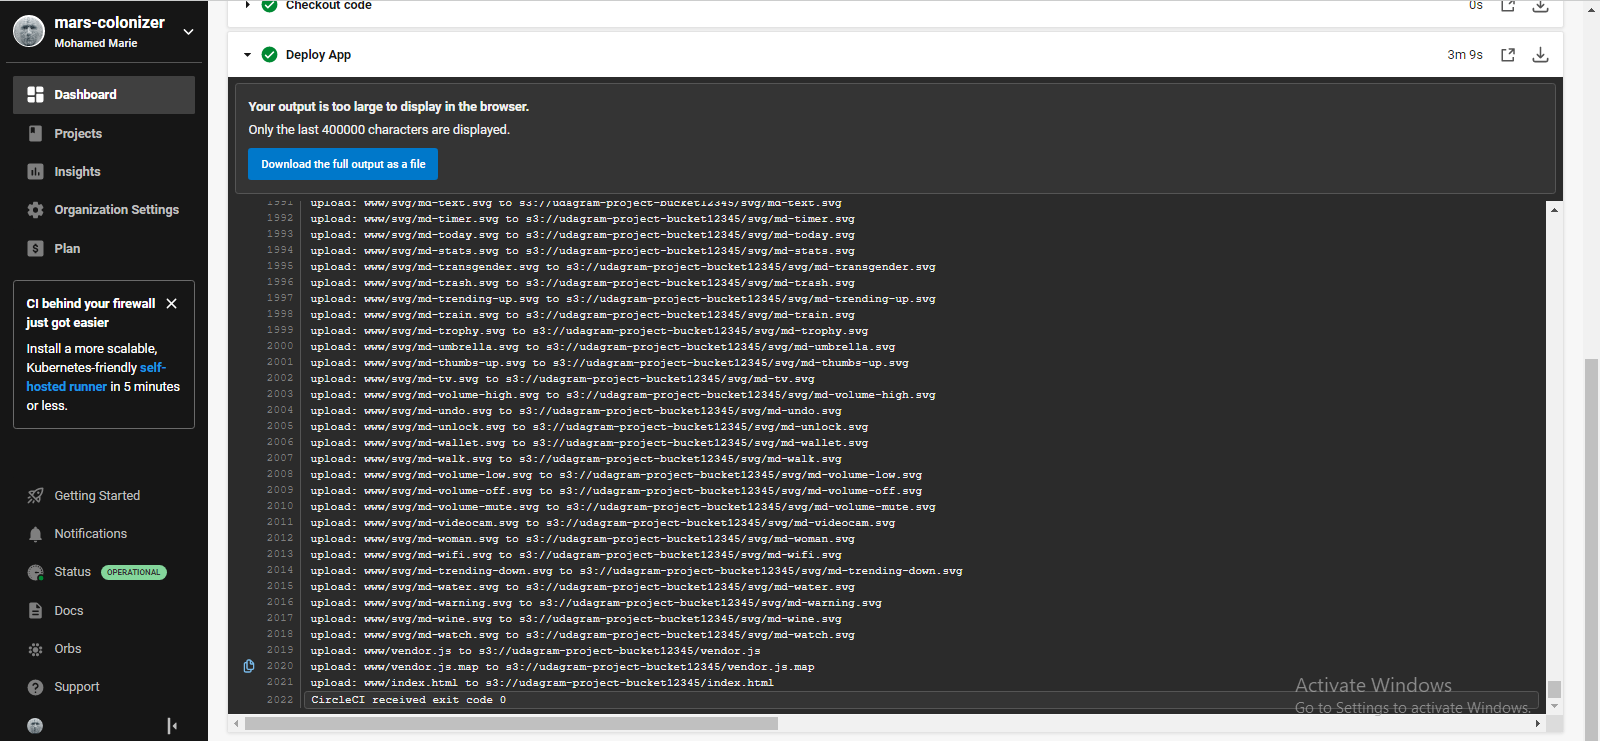 mars-colonizer
Mohamed Marie
Dashboard
Projects
Insights
Organization Settings
Plan
CI behind your firewall
just got easier
Install a more scalable,
Kubernetes-friendly self-
hosted runner in 5 minutes
or less.
Getting Started
Notifications
Status OPERATIONAL
Docs
Orbs
Support
Checkout code 0s
Deploy App 3m 9s
Your output is too large to display in the browser.
Only the last 400000 characters are displayed.
Download the full output as a file
1991 upload: www/svg/md-text.svg to s3://udagram-project-bucket12345/svg/md-text.svg
1992 upload: www/svg/md-timer.svg to s3://udagram-project-bucket12345/svg/md-timer.svg
1993 upload: www/svg/md-today.svg to s3://udagram-project-bucket12345/svg/md-today.svg
1994 upload: www/svg/md-stats.svg to s3://udagram-project-bucket12345/svg/md-stats.svg
1995 upload: www/svg/md-transgender.svg to s3://udagram-project-bucket12345/svg/md-transgender.svg
1996 upload: www/svg/md-trash.svg to s3://udagram-project-bucket12345/svg/md-trash.svg
1997 upload: www/svg/md-trending-up.svg to s3://udagram-project-bucket12345/svg/md-trending-up.svg
1998 upload: www/svg/md-train.svg to s3://udagram-project-bucket12345/svg/md-train.svg
1999 upload: www/svg/md-trophy.svg to s3://udagram-project-bucket12345/svg/md-trophy.svg
2000 upload: www/svg/md-umbrella.svg to s3://udagram-project-bucket12345/svg/md-umbrella.svg
2001 upload: www/svg/md-thumbs-up.svg to s3://udagram-project-bucket12345/svg/md-thumbs-up.svg
2002 upload: www/svg/md-tv.svg to s3://udagram-project-bucket12345/svg/md-tv.svg
2003 upload: www/svg/md-volume-high.svg to s3://udagram-project-bucket12345/svg/md-volume-high.svg
2004 upload: www/svg/md-undo.svg to s3://udagram-project-bucket12345/svg/md-undo.svg
2005 upload: www/svg/md-unlock.svg to s3://udagram-project-bucket12345/svg/md-unlock.svg
2006 upload: www/svg/md-wallet.svg to s3://udagram-project-bucket12345/svg/md-wallet.svg
2007 upload: www/svg/md-walk.svg to s3://udagram-project-bucket12345/svg/md-walk.svg
2008 upload: www/svg/md-volume-low.svg to s3://udagram-project-bucket12345/svg/md-volume-low.svg
2009 upload: www/svg/md-volume-off.svg to s3://udagram-project-bucket12345/svg/md-volume-off.svg
2010 upload: www/svg/md-volume-mute.svg to s3://udagram-project-bucket12345/svg/md-volume-mute.svg
2011 upload: www/svg/md-videocam.svg to s3://udagram-project-bucket12345/svg/md-videocam.svg
2012 upload: www/svg/md-woman.svg to s3://udagram-project-bucket12345/svg/md-woman.svg
2013 upload: www/svg/md-wifi.svg to s3://udagram-project-bucket12345/svg/md-wifi.svg
2014 upload: www/svg/md-trending-down.svg to s3://udagram-project-bucket12345/svg/md-trending-down.svg
2015 upload: www/svg/md-water.svg to s3://udagram-project-bucket12345/svg/md-water.svg
2016 upload: www/svg/md-warning.svg to s3://udagram-project-bucket12345/svg/md-warning.svg
2017 upload: www/svg/md-wine.svg to s3://udagram-project-bucket12345/svg/md-wine.svg
2018 upload: www/svg/md-watch.svg to s3://udagram-project-bucket12345/svg/md-watch.svg
2019 upload: www/vendor.js to s3://udagram-project-bucket12345/vendor.js
2020 upload: www/vendor.js.map to s3://udagram-project-bucket12345/vendor.js.map
2021 upload: www/index.html to s3://udagram-project-bucket12345/index.html
2022 CircleCI received exit code 0
Activate Windows
Go to Settings to activate Windows.